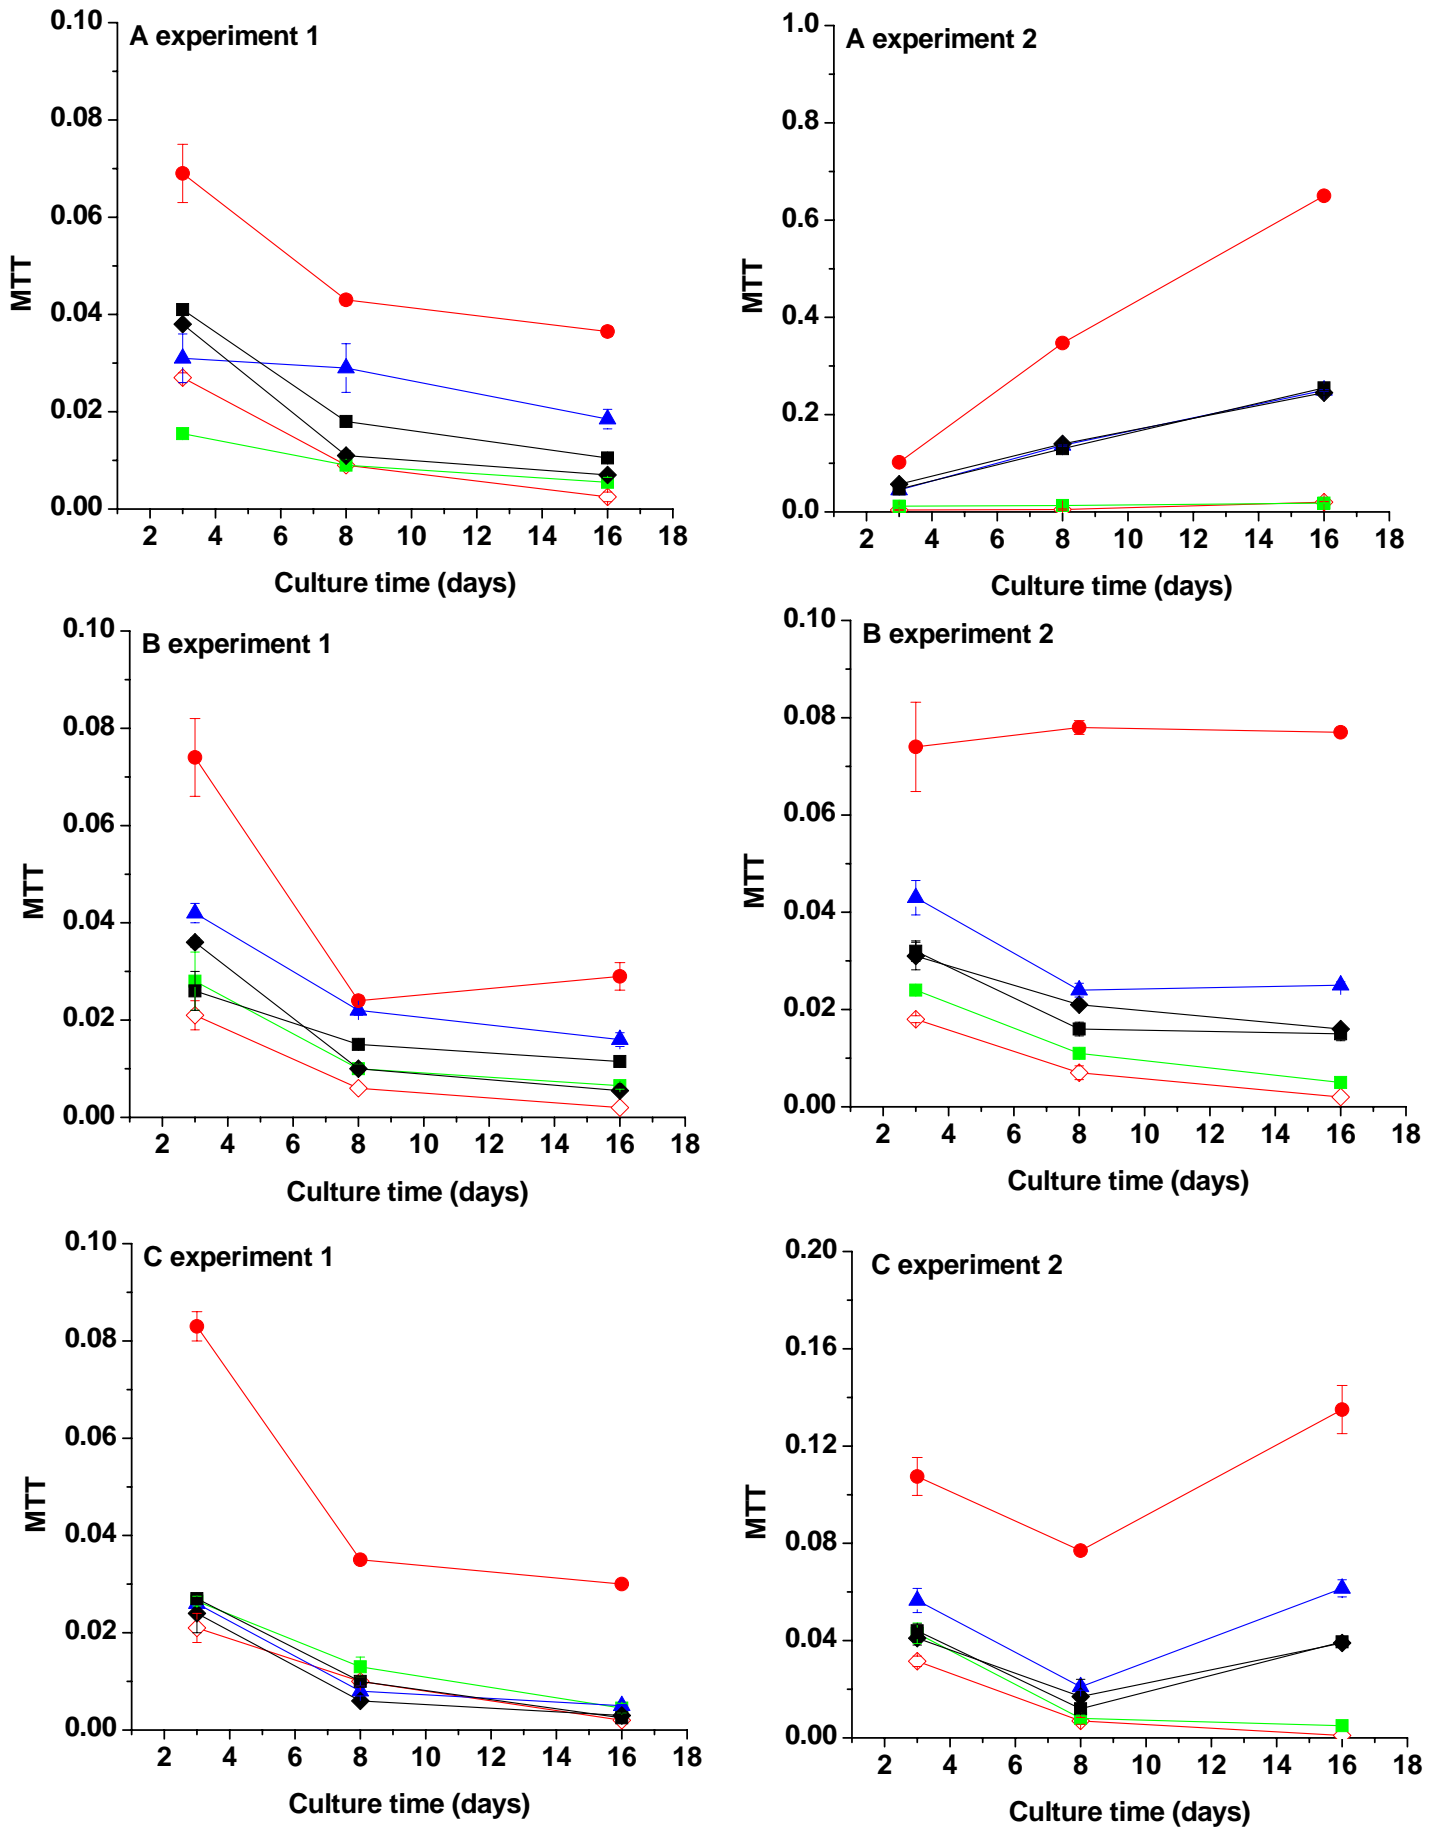 A experiment 1
0.10
0.08
0.06
0.04
0.02
0.00
MTT
2 4 6 8 10 12 14 16 18
Culture time (days)
A experiment 2
1.0
0.8
0.6
0.4
0.2
0.0
MTT
2 4 6 8 10 12 14 16 18
Culture time (days)
B experiment 1
0.10
0.08
0.06
0.04
0.02
0.00
MTT
2 4 6 8 10 12 14 16 18
Culture time (days)
B experiment 2
0.10
0.08
0.06
0.04
0.02
0.00
MTT
2 4 6 8 10 12 14 16 18
Culture time (days)
C experiment 1
0.10
0.08
0.06
0.04
0.02
0.00
MTT
2 4 6 8 10 12 14 16 18
Culture time (days)
C experiment 2
0.20
0.16
0.12
0.08
0.04
0.00
MTT
2 4 6 8 10 12 14 16 18
Culture time (days)